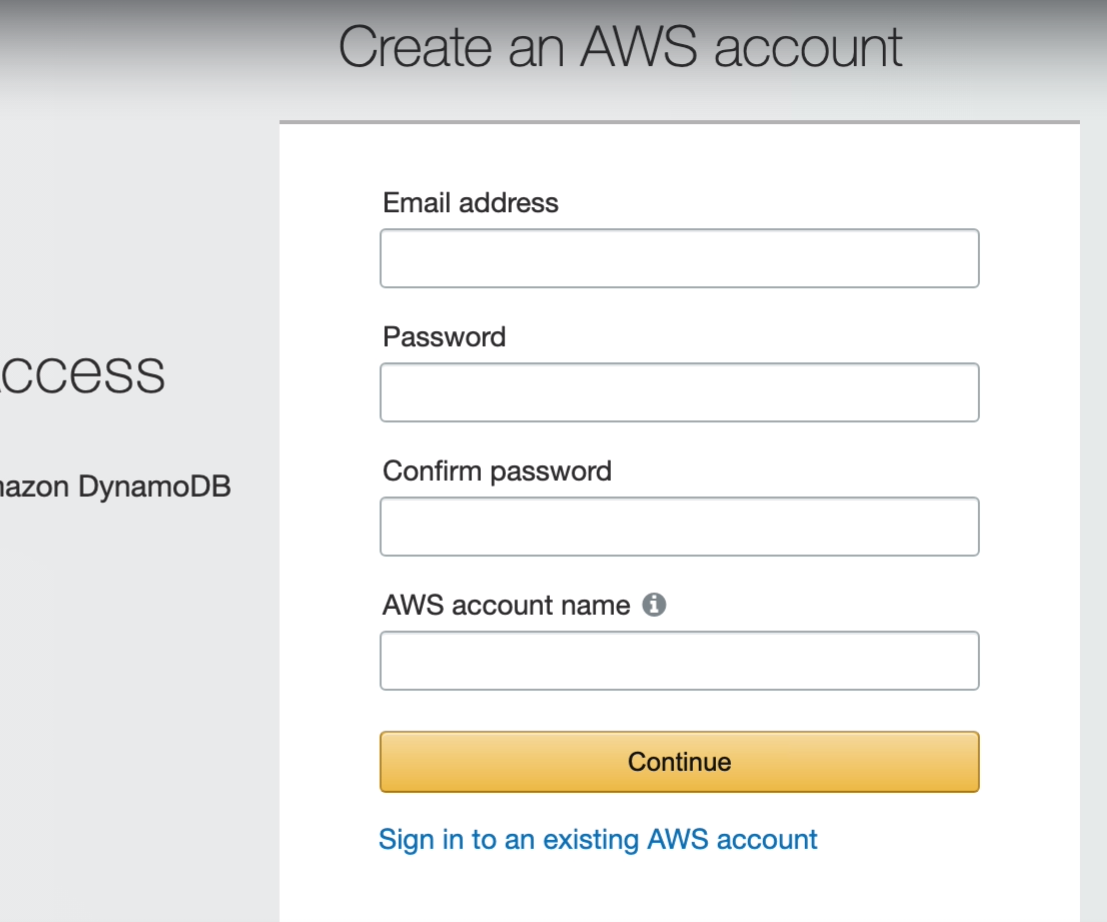 Create an AWS account
Email address
Password
ccess
Confirm password
mazon DynamoDB
AWS account name
Continue
Sign in to an existing AWS account